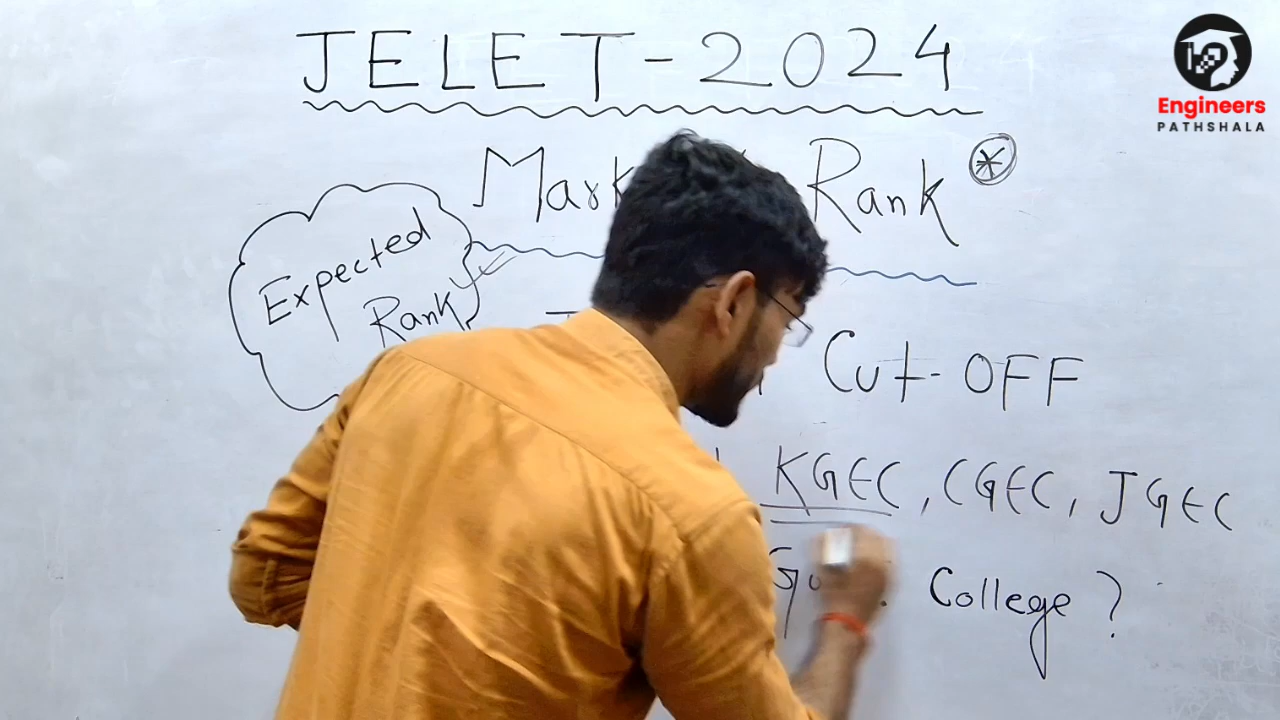 JELET-2024
Engineers
PATHSHALA
Rank *
Expected
Rank
Cut-OFF
KGEC, CGEC, JGEC
College ?